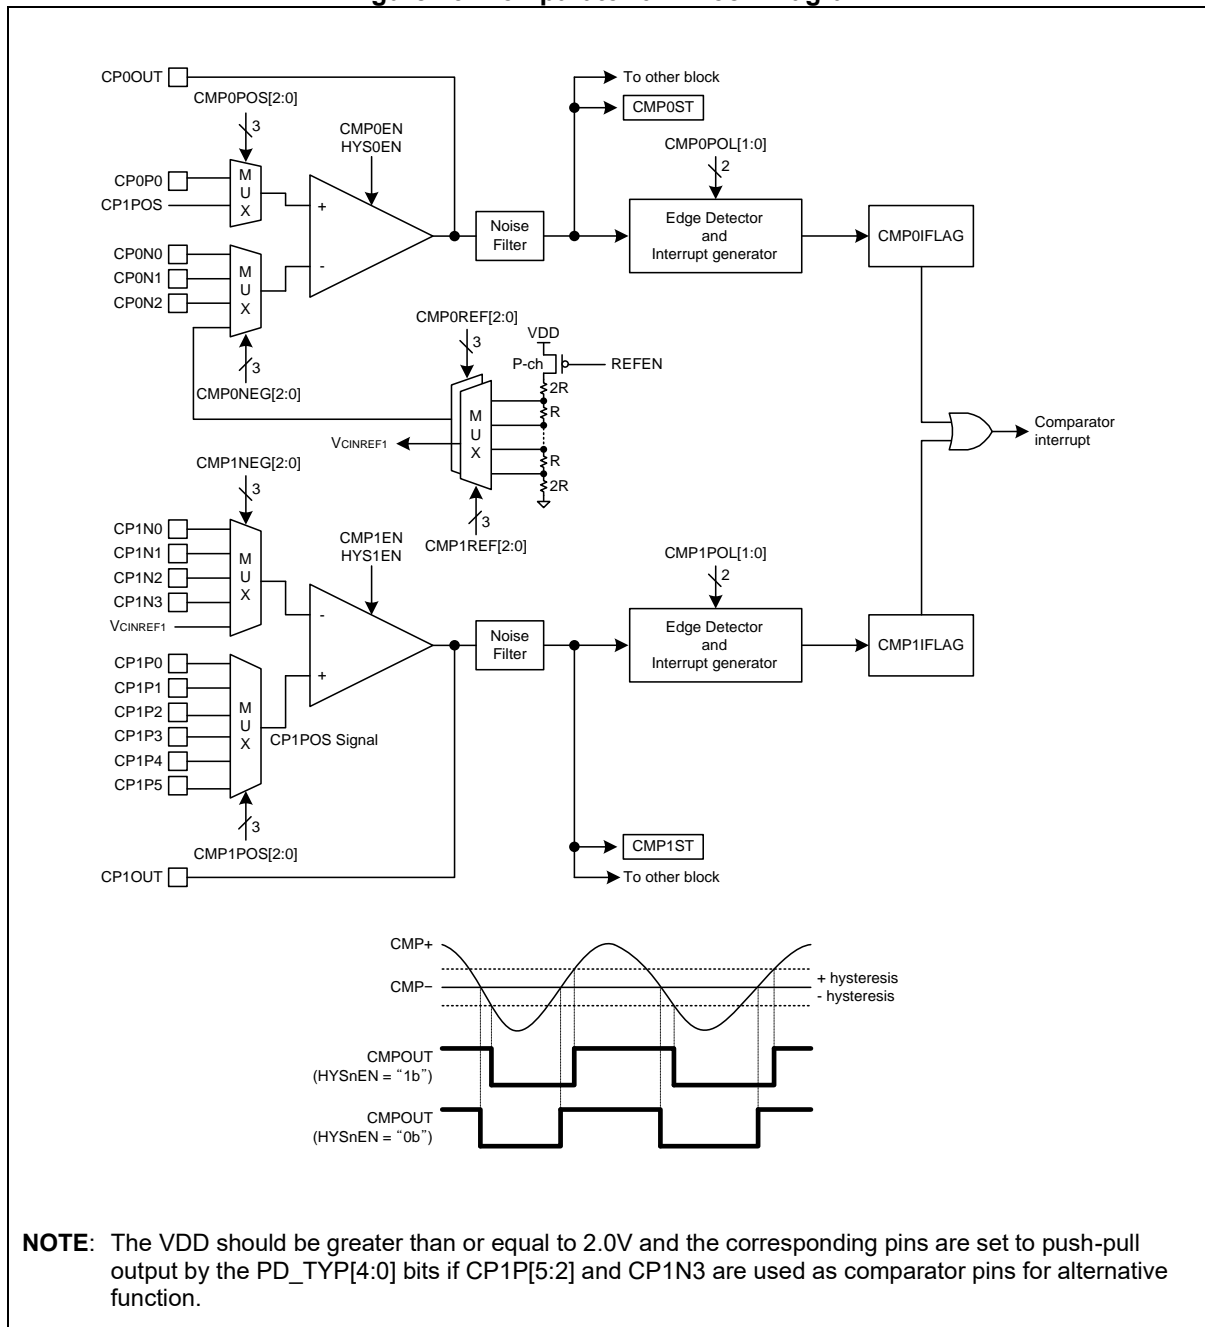 CP0OUT
To other block
CMP0POS[2:0]
CMP0ST
3
CMP0EN
HYS0EN
CMP0POL[1:0]
2
CP0P0
CP1POS
MUX
+
Noise
Filter
Edge Detector
and
Interrupt generator
CMP0IFLAG
CP0N0
CP0N1
CP0N2
MUX
-
3
CMP0NEG[2:0]
CMP0REF[2:0]
3
VDD
P-ch
REFEN
2R
R
MUX
VCINREF1
R
2R
3
CMP1REF[2:0]
Comparator
interrupt
CMP1NEG[2:0]
3
CP1N0
CP1N1
CP1N2
CP1N3
VCINREF1
MUX
CMP1EN
HYS1EN
CMP1POL[1:0]
2
-
+
Noise
Filter
Edge Detector
and
Interrupt generator
CMP1IFLAG
CP1P0
CP1P1
CP1P2
CP1P3
CP1P4
CP1P5
MUX
CP1POS Signal
3
CMP1POS[2:0]
CMP1ST
CP1OUT
To other block
CMP+
CMP−
+ hysteresis
- hysteresis
CMPOUT
(HYSnEN = “1b”)
CMPOUT
(HYSnEN = “0b”)
NOTE: The VDD should be greater than or equal to 2.0V and the corresponding pins are set to push-pull
output by the PD_TYP[4:0] bits if CP1P[5:2] and CP1N3 are used as comparator pins for alternative
function.